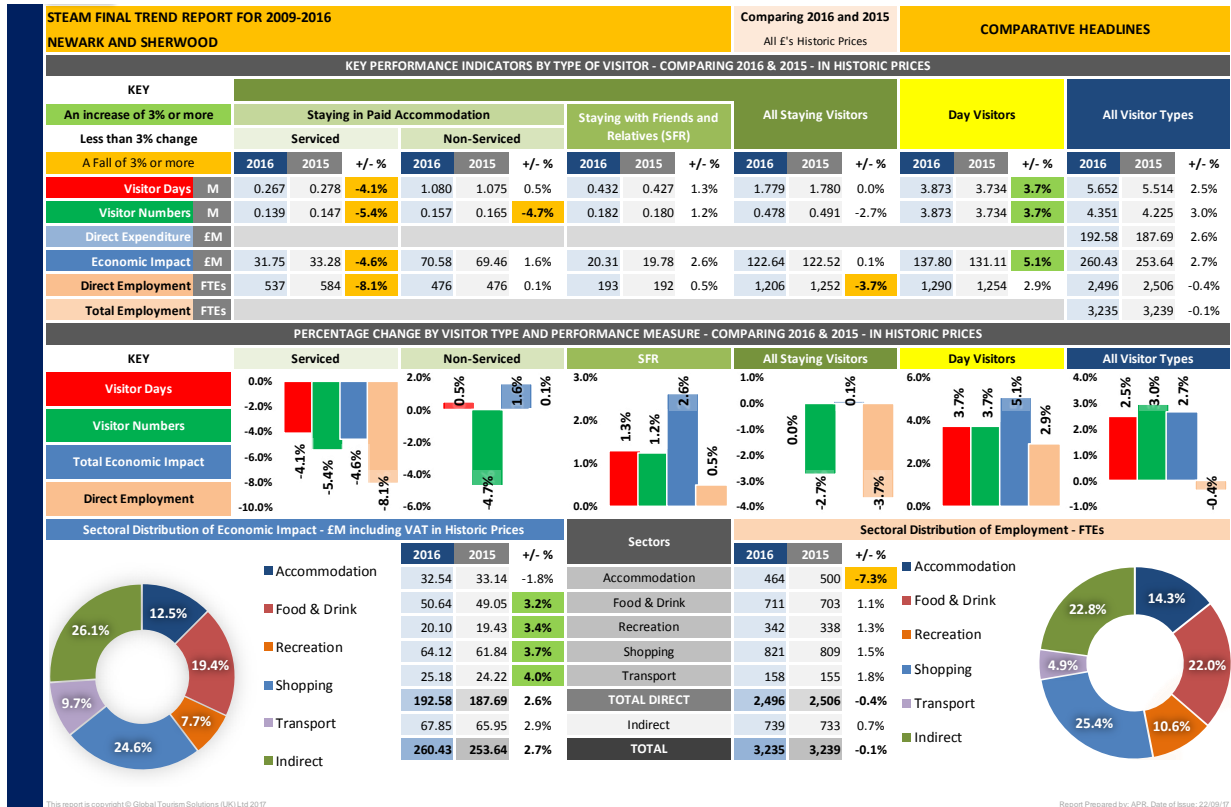 STEAM FINAL TREND REPORT FOR 2009-2016
NEWARK AND SHERWOOD
Comparing 2016 and 2015
All £'s Historic Prices
COMPARATIVE HEADLINES
KEY PERFORMANCE INDICATORS BY TYPE OF VISITOR - COMPARING 2016 & 2015 - IN HISTORIC PRICES
KEY
An increase of 3% or more
Less than 3% change
A Fall of 3% or more
Staying in Paid Accommodation
Serviced Non-Serviced
Staying with Friends and
Relatives (SFR)
All Staying Visitors
Day Visitors
All Visitor Types
2016 2015 +/- % 2016 2015 +/- % 2016 2015 +/- % 2016 2015 +/- % 2016 2015 +/- % 2016 2015 +/- %
Visitor Days M 0.267 0.278 -4.1% 1.080 1.075 0.5% 0.432 0.427 1.3% 1.779 1.780 0.0% 3.873 3.734 3.7% 5.652 5.514 2.5%
Visitor Numbers M 0.139 0.147 -5.4% 0.157 0.165 -4.7% 0.182 0.180 1.2% 0.478 0.491 -2.7% 3.873 3.734 3.7% 4.351 4.225 3.0%
Direct Expenditure £M 192.58 187.69 2.6%
Economic Impact £M 31.75 33.28 -4.6% 70.58 69.46 1.6% 20.31 19.78 2.6% 122.64 122.52 0.1% 137.80 131.11 5.1% 260.43 253.64 2.7%
Direct Employment FTEs 537 584 -8.1% 476 476 0.1% 193 192 0.5% 1,206 1,252 -3.7% 1,290 1,254 2.9% 2,496 2,506 -0.4%
Total Employment FTEs 3,235 3,239 -0.1%
PERCENTAGE CHANGE BY VISITOR TYPE AND PERFORMANCE MEASURE - COMPARING 2016 & 2015 - IN HISTORIC PRICES
KEY Serviced Non-Serviced SFR All Staying Visitors Day Visitors All Visitor Types
Visitor Days
Visitor Numbers
Total Economic Impact
Direct Employment
0.0%
-2.0%
-4.0%
-6.0%
-8.0%
-10.0%
-4.1%
-5.4%
-4.6%
-8.1%
2.0%
0.0%
-2.0%
-4.0%
-6.0%
0.5%
-4.7%
1.6%
0.1%
3.0%
2.0%
1.0%
0.0%
1.3%
1.2%
2.6%
0.5%
1.0%
0.0%
-1.0%
-2.0%
-3.0%
-4.0%
0.0%
-2.7%
0.1%
-3.7%
6.0%
4.0%
2.0%
0.0%
3.7%
3.7%
5.1%
2.9%
4.0%
3.0%
2.0%
1.0%
0.0%
-1.0%
2.5%
3.0%
2.7%
-0.4%
Sectoral Distribution of Economic Impact - £M including VAT in Historic Prices
Sectors
Sectoral Distribution of Employment - FTEs
2016 2015 +/- % 2016 2015 +/- %
32.54 33.14 -1.8% Accommodation 464 500 -7.3%
50.64 49.05 3.2% Food & Drink 711 703 1.1%
20.10 19.43 3.4% Recreation 342 338 1.3%
64.12 61.84 3.7% Shopping 821 809 1.5%
25.18 24.22 4.0% Transport 158 155 1.8%
192.58 187.69 2.6% TOTAL DIRECT 2,496 2,506 -0.4%
67.85 65.95 2.9% Indirect 739 733 0.7%
260.43 253.64 2.7% TOTAL 3,235 3,239 -0.1%
12.5%
19.4%
7.7%
24.6%
9.7%
26.1%
Accommodation
Food & Drink
Recreation
Shopping
Transport
Indirect
Accommodation
Food & Drink
Recreation
Shopping
Transport
Indirect
14.3%
22.0%
10.6%
25.4%
4.9%
22.8%
This report is copyright © Global Tourism Solutions (UK) Ltd 2017
Report Prepared by: APR. Date of Issue: 22/09/17